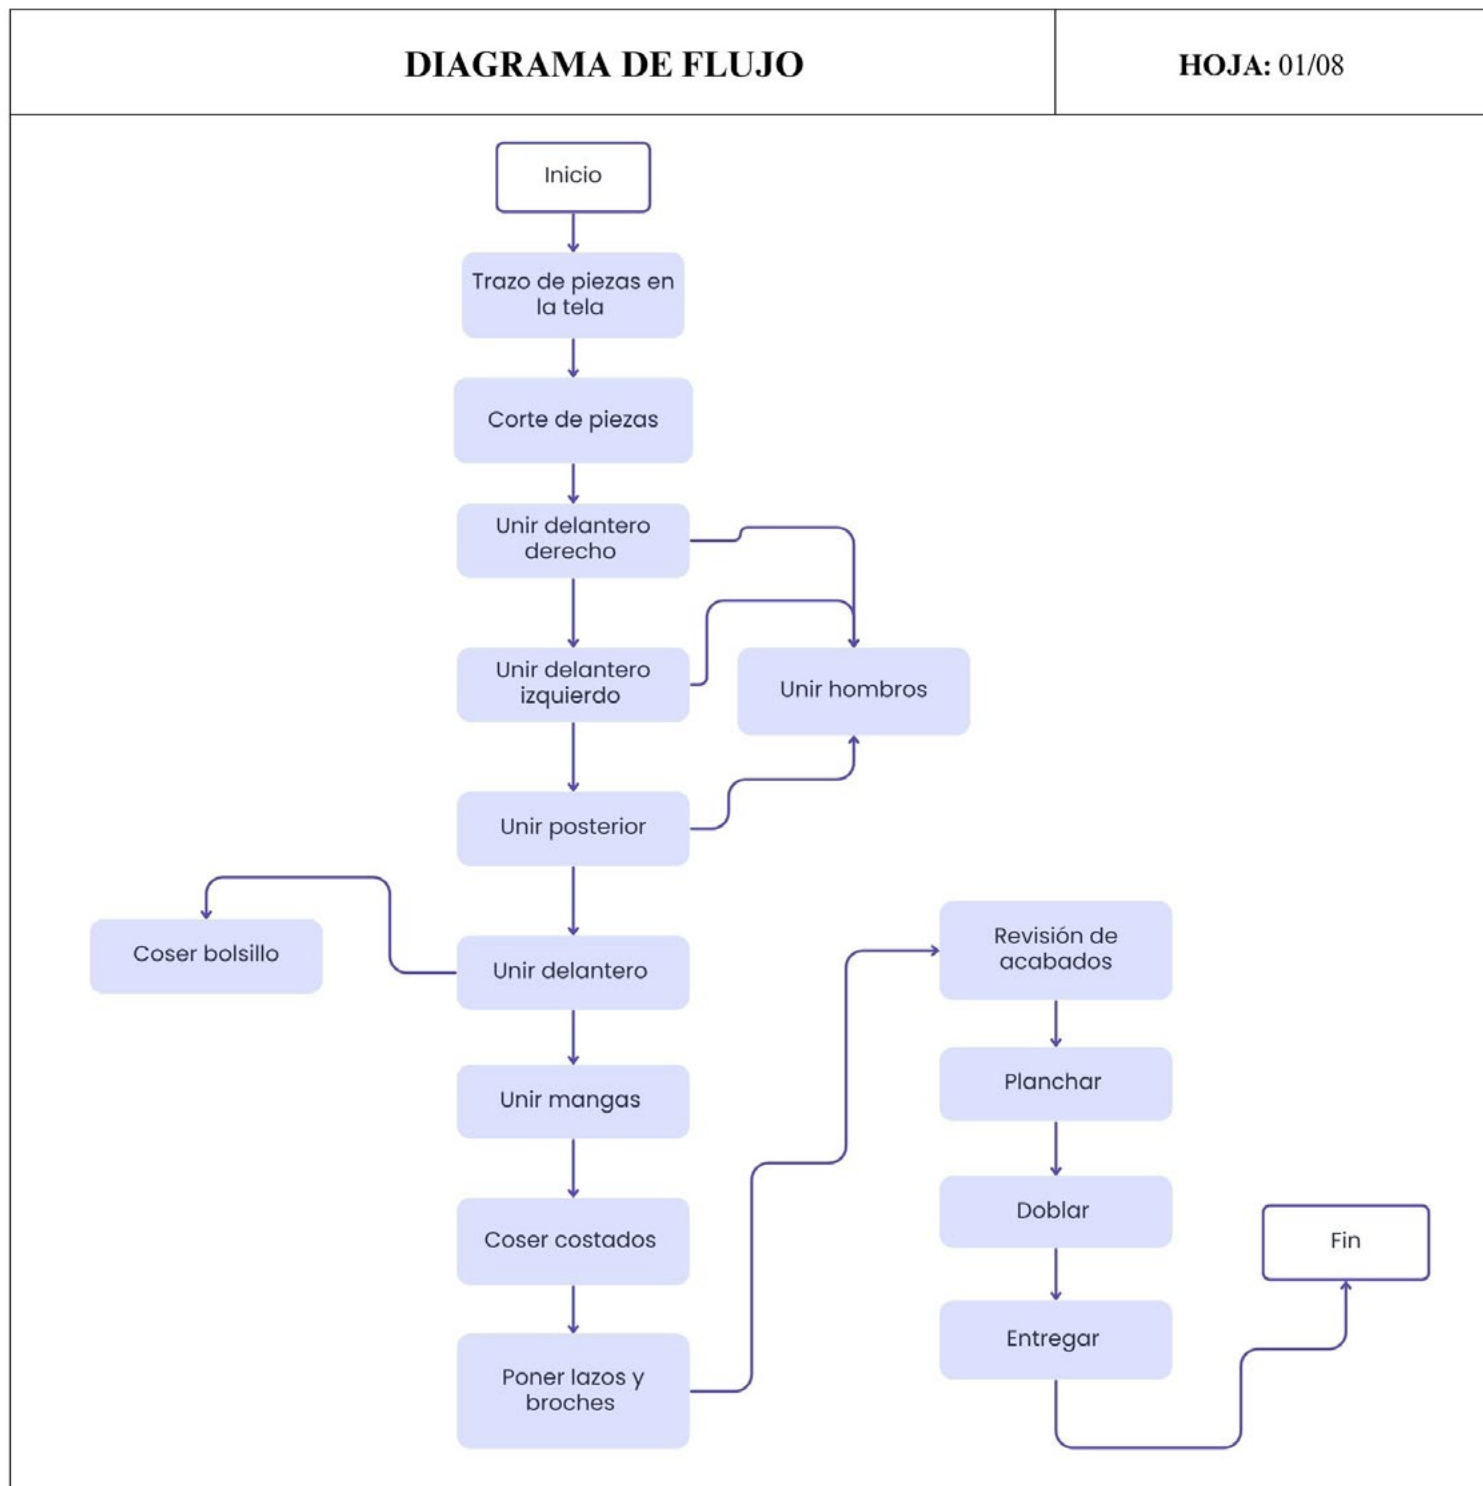 DIAGRAMA DE FLUJO
HOJA: 01/08
Inicio
Trazo de piezas en
la tela
Corte de piezas
Unir delantero
derecho
Unir delantero
izquierdo
Unir hombros
Unir posterior
Coser bolsillo
Unir delantero
Unir mangas
Coser costados
Poner lazos y
broches
Revisión de
acabados
Planchar
Doblar
Entregar
Fin